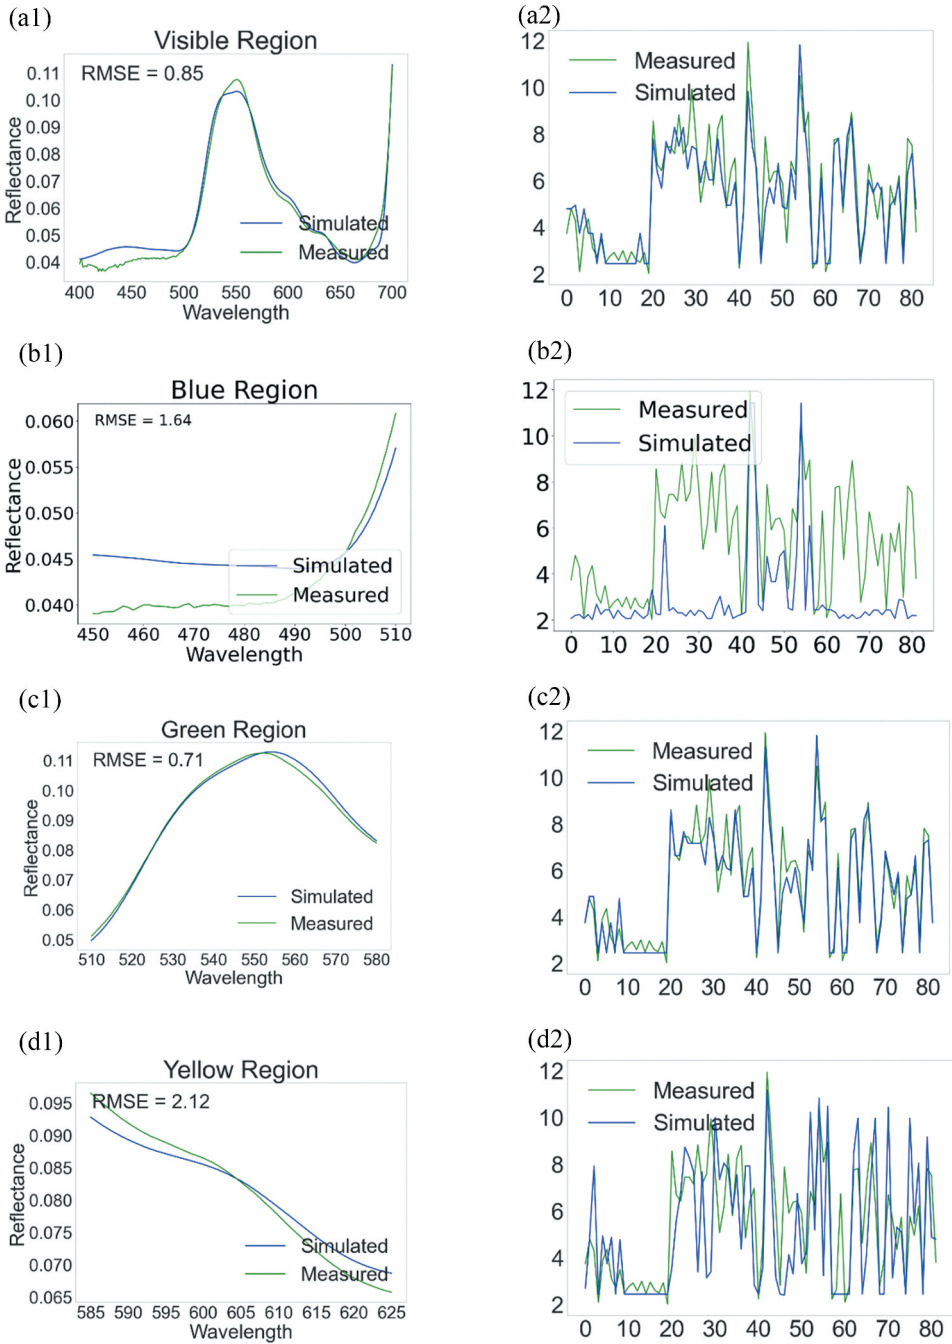 (a1)
Visible Region
RMSE = 0.85
Reflectance
0.11
0.10
0.09
0.08
0.07
0.06
0.05
0.04
Simulated
Measured
400 450 500 550 600 650 700
Wavelength
(a2)
12
10
8
6
4
2
Measured
Simulated
0 10 20 30 40 50 60 70 80
(b1)
Blue Region
RMSE = 1.64
Reflectance
0.060
0.055
0.050
0.045
0.040
Simulated
Measured
450 460 470 480 490 500 510
Wavelength
(b2)
12
10
8
6
4
2
Measured
Simulated
0 10 20 30 40 50 60 70 80
(c1)
Green Region
RMSE = 0.71
Reflectance
0.11
0.10
0.09
0.08
0.07
0.06
0.05
Simulated
Measured
510 520 530 540 550 560 570 580
Wavelength
(c2)
12
10
8
6
4
2
Measured
Simulated
0 10 20 30 40 50 60 70 80
(d1)
Yellow Region
RMSE = 2.12
Reflectance
0.095
0.090
0.085
0.080
0.075
0.070
0.065
Simulated
Measured
585 590 595 600 605 610 615 620 625
Wavelength
(d2)
12
10
8
6
4
2
Measured
Simulated
0 10 20 30 40 50 60 70 80